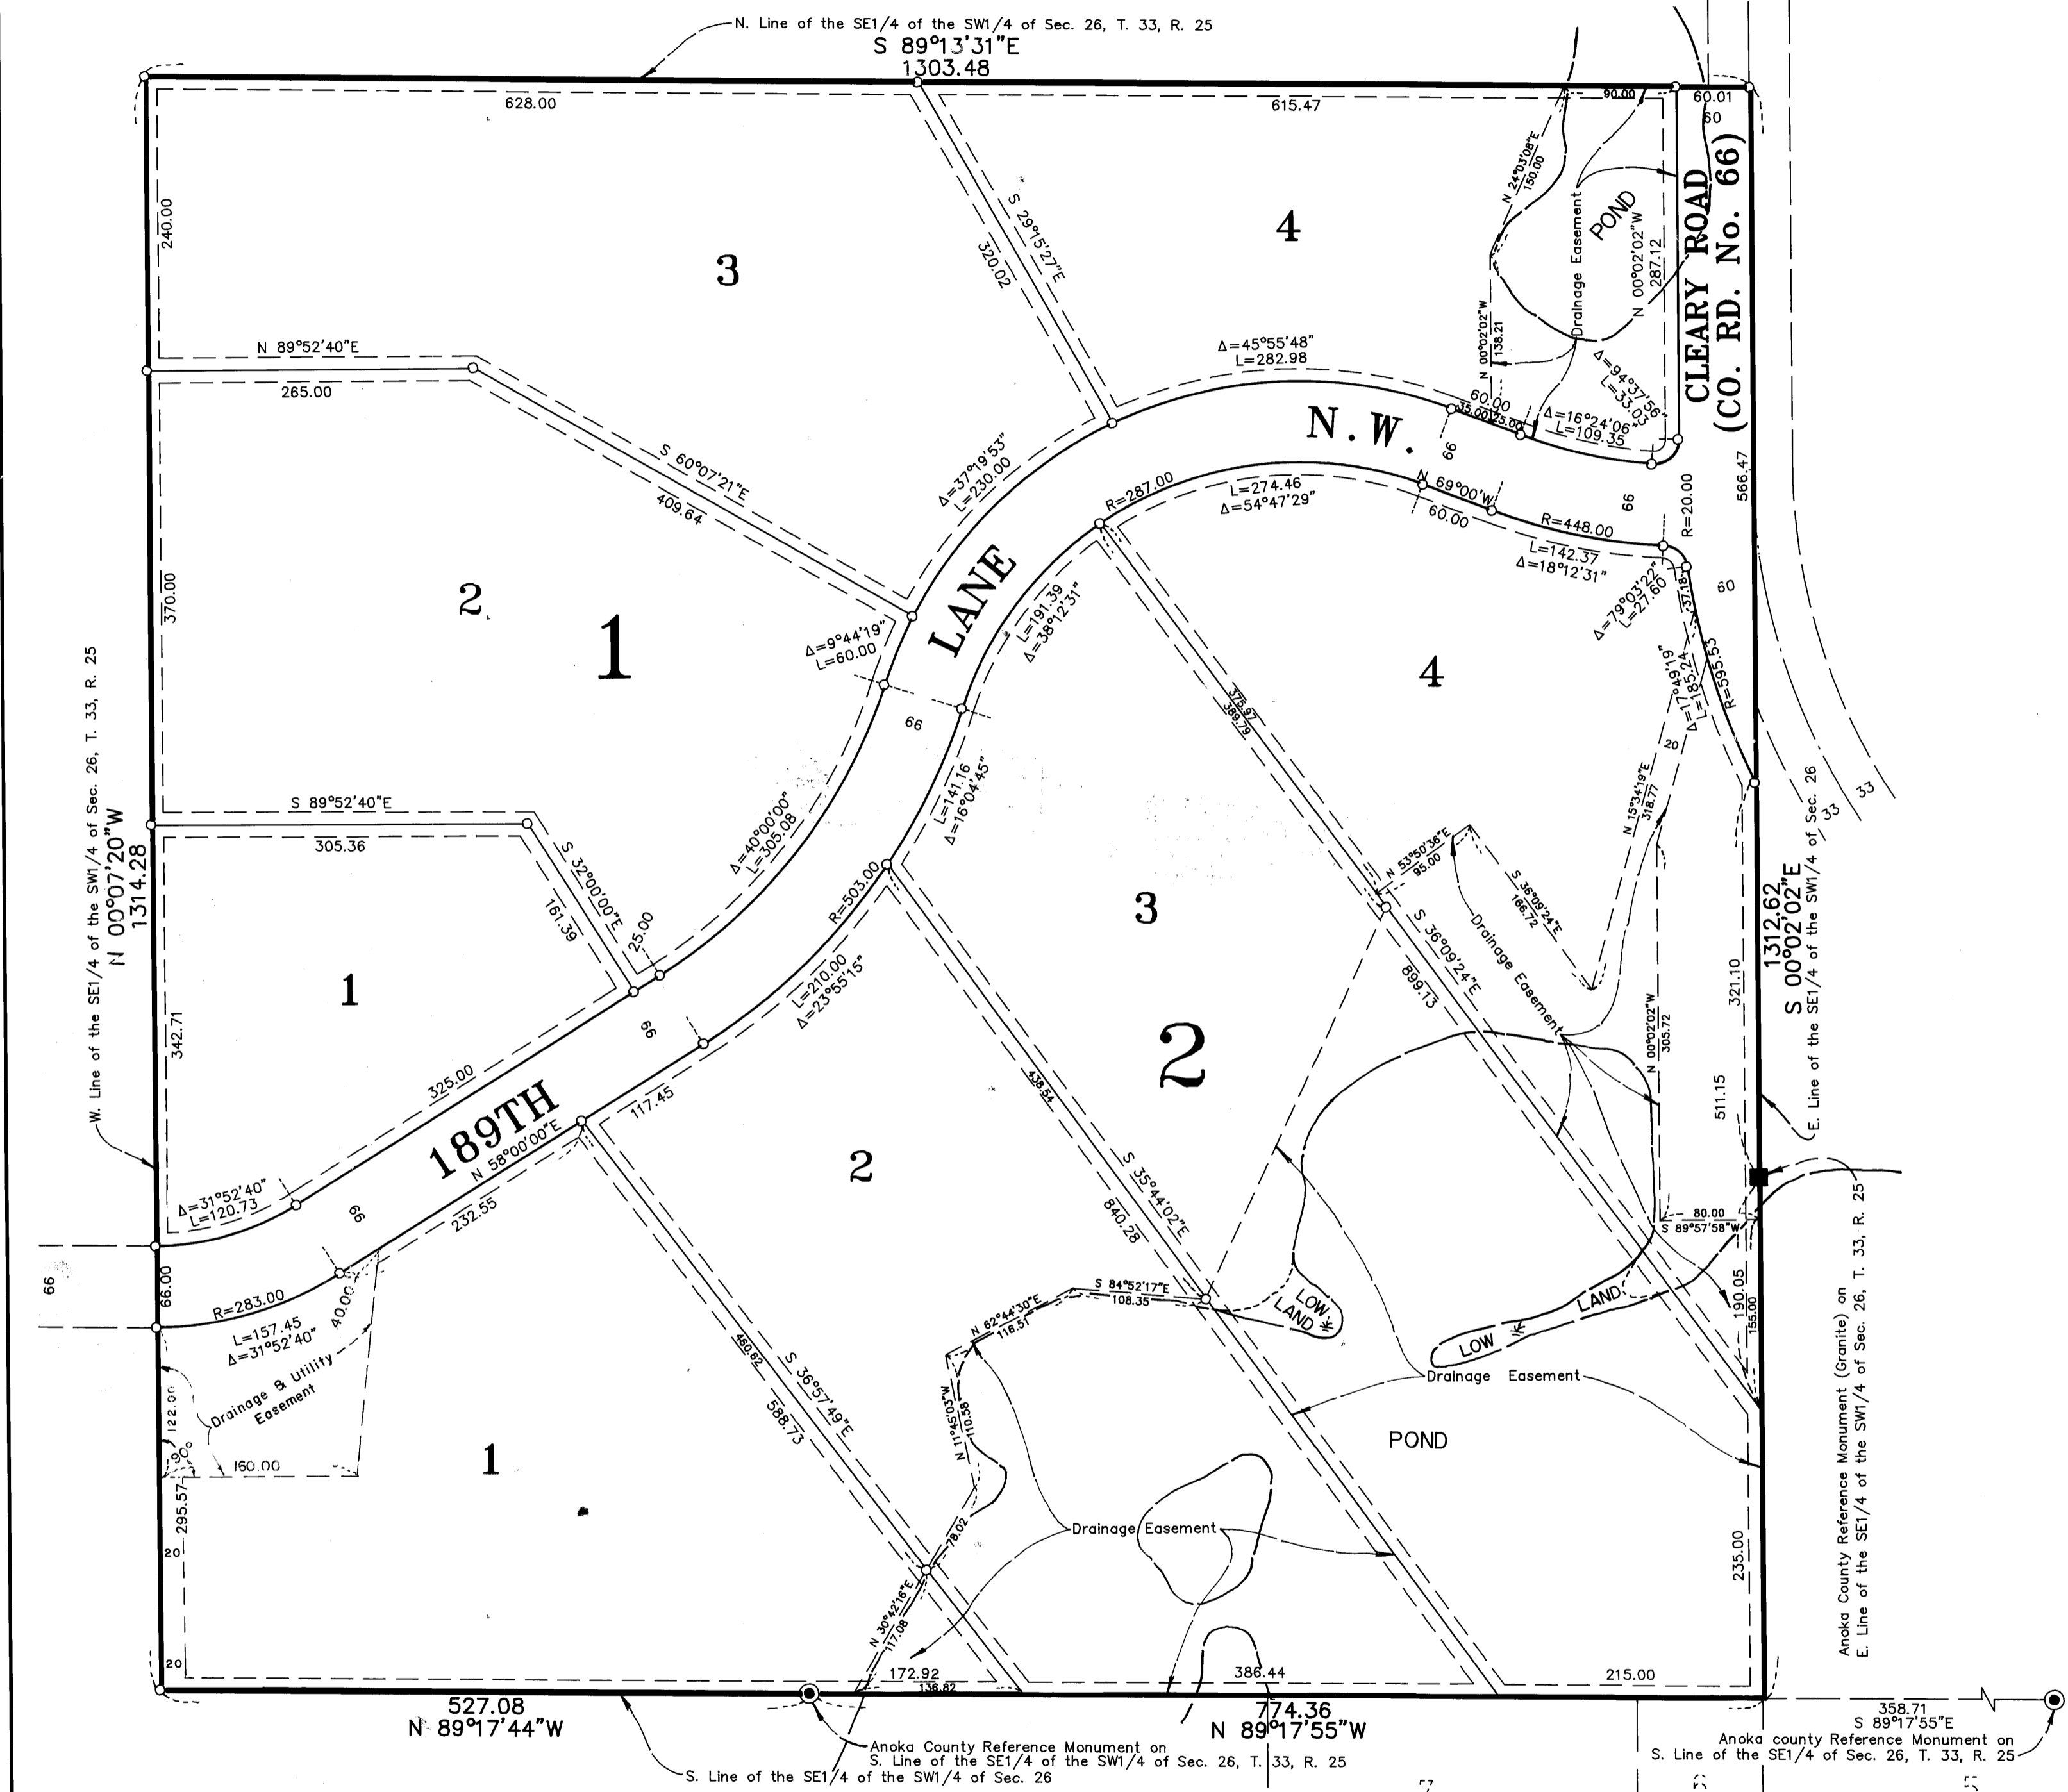 N. Line of the SE1/4 of the SW1/4 of Sec. 26, T. 33, R. 25
S 89°13'31"E
1303.48
628.00
615.47
90.00
60.01
60
240.00
S 29°15'27"E
320.02
3
4
N 24°03'08"E
150.00
N 00°02'02"W
138.21
Drainage Easement
POND
N 00°02'02"W
287.12
CLEARY ROAD
(CO. RD. No. 66)
N 89°52'40"E
265.00
S 60°07'21"E
409.64
Δ=45°55'48"
L=282.98
60.00
35.00
25.00
Δ=16°24'06"
L=109.35
Δ=94°37'56"
L=33.03
N.W.
66
Δ=37°19'53"
L=230.00
R=287.00
L=274.46
Δ=54°47'29"
N 69°00'W
60.00
R=448.00
L=142.37
Δ=18°12'31"
66
R=20.00
566.47
370.00
2
1
LANE
Δ=9°44'19"
L=60.00
L=191.39
Δ=38°12'31"
Δ=79°03'22"
L=27.60
37.18
60
Δ=17°49'19"
L=185.24
R=595.53
4
375.97
389.79
66
20
N 15°34'19"E
318.77
33
33
W. Line of the SE1/4 of the SW1/4 of Sec. 26, T. 33, R. 25
N 00°07'20"W
1314.28
S 89°52'40"E
305.36
S 32°00'00"E
161.39
25.00
Δ=40°00'00"
L=305.08
L=141.16
Δ=16°04'45"
R=503.00
L=210.00
Δ=23°55'15"
3
N 53°50'36"E
95.00
S 36°09'24"E
166.72
Drainage Easement
S 36°09'24"E
899.13
N 00°02'02"W
305.72
321.10
1312.62
S 00°02'02"E
E. Line of the SE1/4 of the SW1/4 of Sec. 26
511.15
1
342.71
325.00
66
189TH
N 58°00'00"E
117.45
232.55
2
438.54
2
S 35°44'02"E
840.28
80.00
S 89°57'58"W
Δ=31°52'40"
L=120.73
66
66
66.00
R=283.00
L=157.45
Δ=31°52'40"
40.00
Drainage & Utility
Easement
122.00
90°
160.00
295.57
20
20
1
460.62
S 36°57'49"E
588.73
N 62°44'30"E
116.51
S 84°52'17"E
108.35
N 11°45'03"W
110.58
78.02
N 30°42'16"E
117.08
LOW
LAND
LOW
LAND
Drainage Easement
POND
Drainage Easement
190.05
155.00
235.00
Anoka County Reference Monument (Granite) on
E. Line of the SE1/4 of the SW1/4 of Sec. 26, T. 33, R. 25
172.92
136.82
386.44
215.00
527.08
N 89°17'44"W
774.36
N 89°17'55"W
358.71
S 89°17'55"E
Anoka County Reference Monument on
S. Line of the SE1/4 of the SW1/4 of Sec. 26, T. 33, R. 25
S. Line of the SE1/4 of the SW1/4 of Sec. 26
Anoka county Reference Monument on
S. Line of the SE1/4 of Sec. 26, T. 33, R. 25